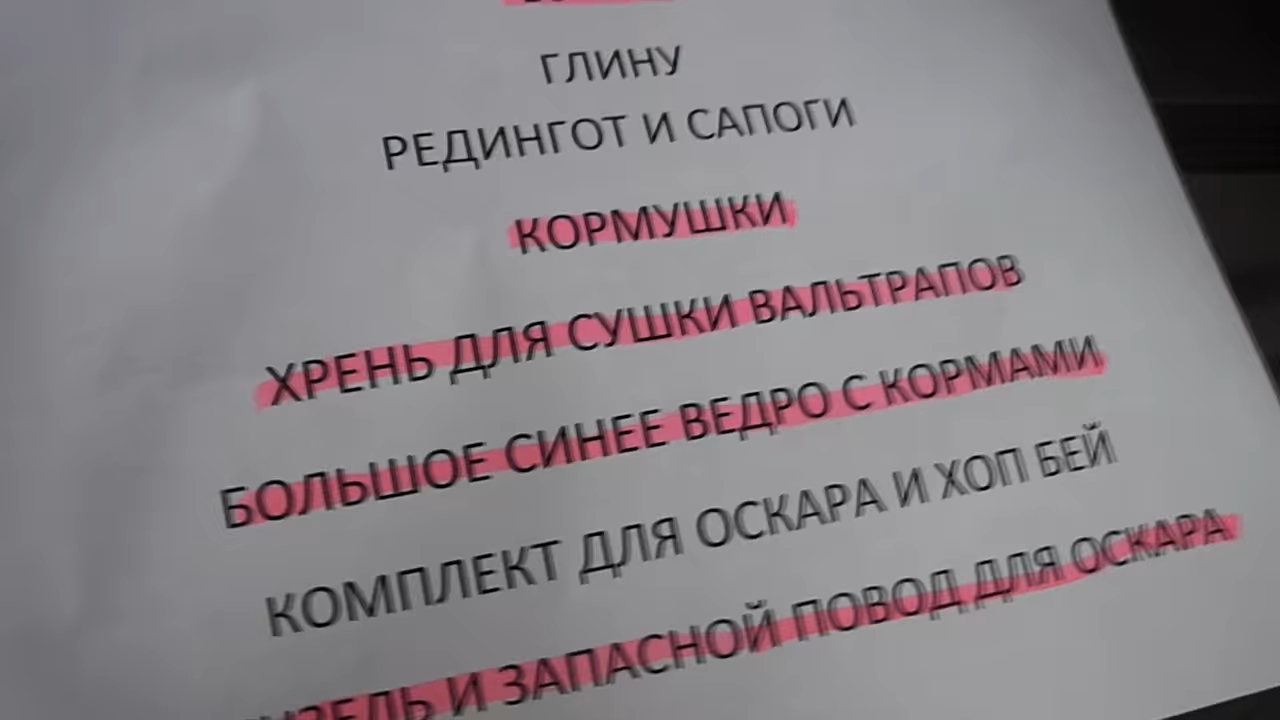 ГЛИНУ
РЕДИНГОТ И САПОГИ
КОРМУШКИ
ХРЕНЬ ДЛЯ СУШКИ ВАЛЬТРАПОВ
БОЛЬШОЕ СИНЕЕ ВЕДРО С КОРМАМИ
КОМПЛЕКТ ДЛЯ ОСКАРА И ХОП БЕЙ
И ЗАПАСНОЙ ПОВОД ДЛЯ ОСКАРА